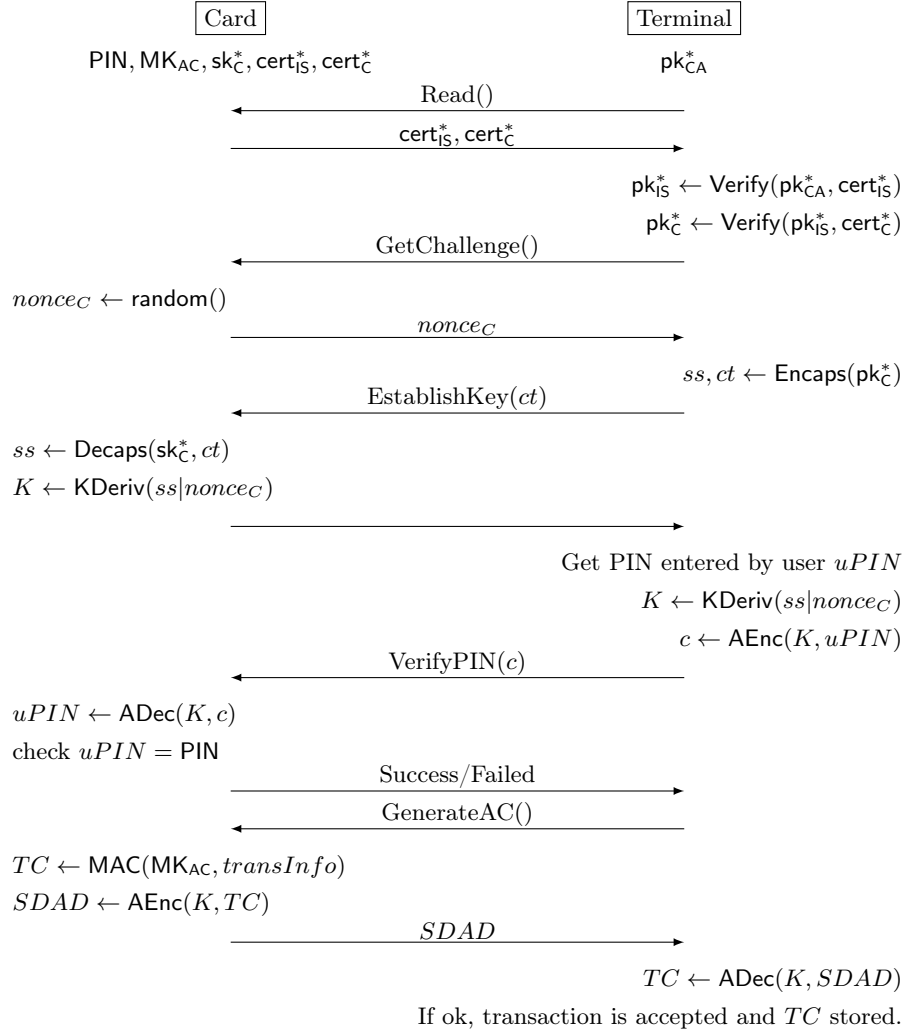 Card Terminal
PIN, MK_AC, sk*_C, cert*_IS, cert*_C pk*_CA
Read()
cert*_IS, cert*_C
pk*_IS ← Verify(pk*_CA, cert*_IS)
pk*_C ← Verify(pk*_IS, cert*_C)
GetChallenge()
nonce_C ← random()
nonce_C
ss, ct ← Encaps(pk*_C)
EstablishKey(ct)
ss ← Decaps(sk*_C, ct)
K ← KDeriv(ss|nonce_C)
Get PIN entered by user uPIN
K ← KDeriv(ss|nonce_C)
c ← AEnc(K, uPIN)
VerifyPIN(c)
uPIN ← ADec(K, c)
check uPIN = PIN
Success/Failed
GenerateAC()
TC ← MAC(MK_AC, transInfo)
SDAD ← AEnc(K, TC)
SDAD
TC ← ADec(K, SDAD)
If ok, transaction is accepted and TC stored.